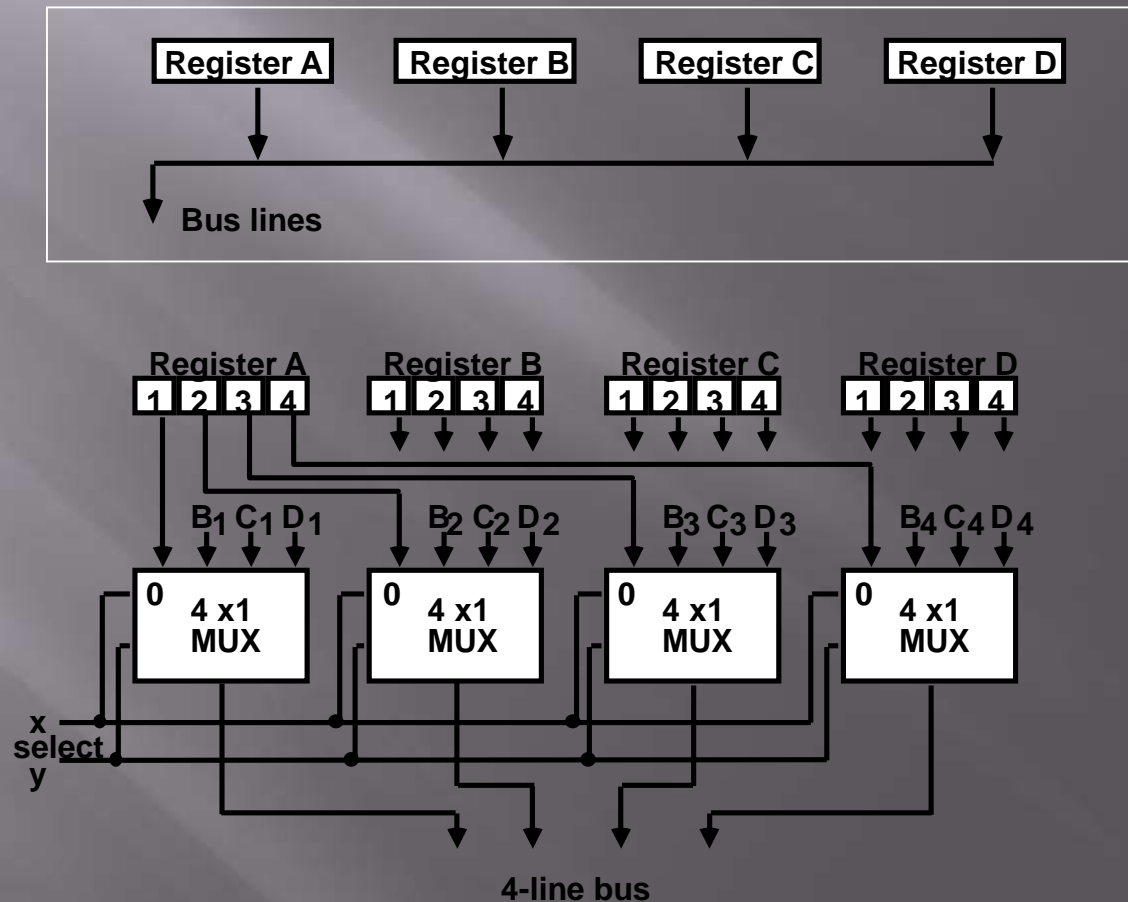 Register A Register B Register C Register D
Bus lines
Register A Register B Register C Register D
1 2 3 4 1 2 3 4 1 2 3 4 1 2 3 4
B1 C1 D1 B2 C2 D2 B3 C3 D3 B4 C4 D4
0 0 0 0
4 x1 4 x1 4 x1 4 x1
MUX MUX MUX MUX
x
select
y
4-line bus